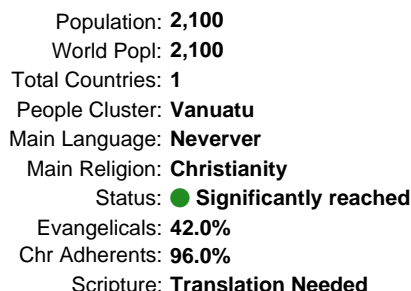 Population: 2,100
World Popl: 2,100
Total Countries: 1
People Cluster: Vanuatu
Main Language: Neverver
Main Religion: Christianity
Status: Significantly reached
Evangelicals: 42.0%
Chr Adherents: 96.0%
Scripture: Translation Needed